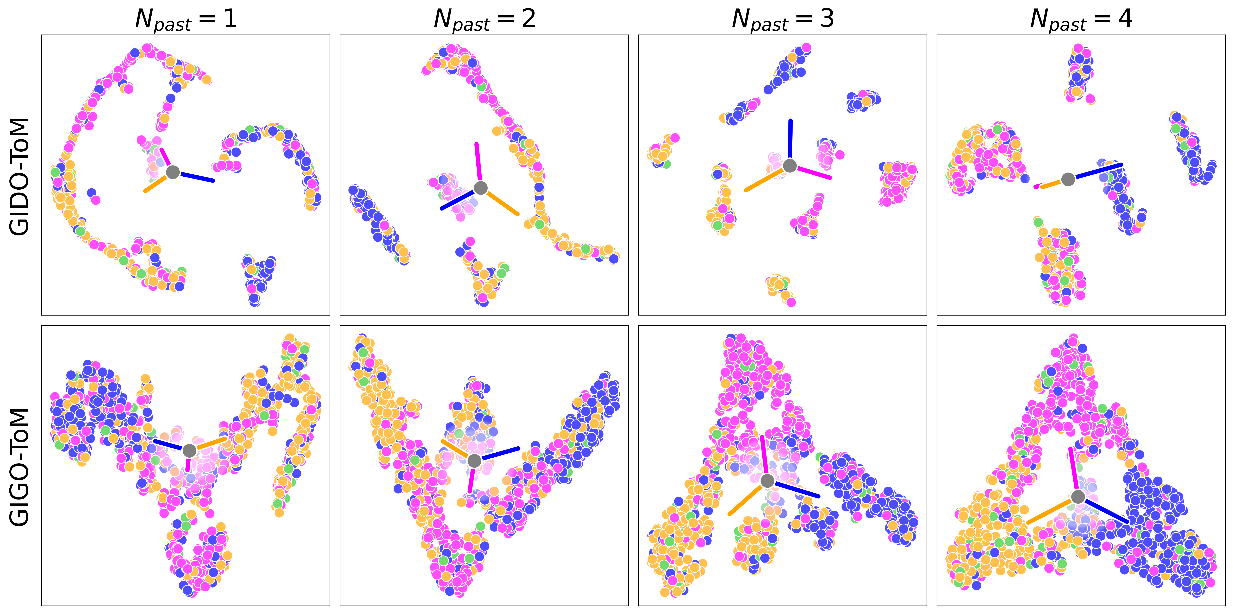 N_past = 1
N_past = 2
N_past = 3
N_past = 4
GIDO-ToM
GIGO-ToM